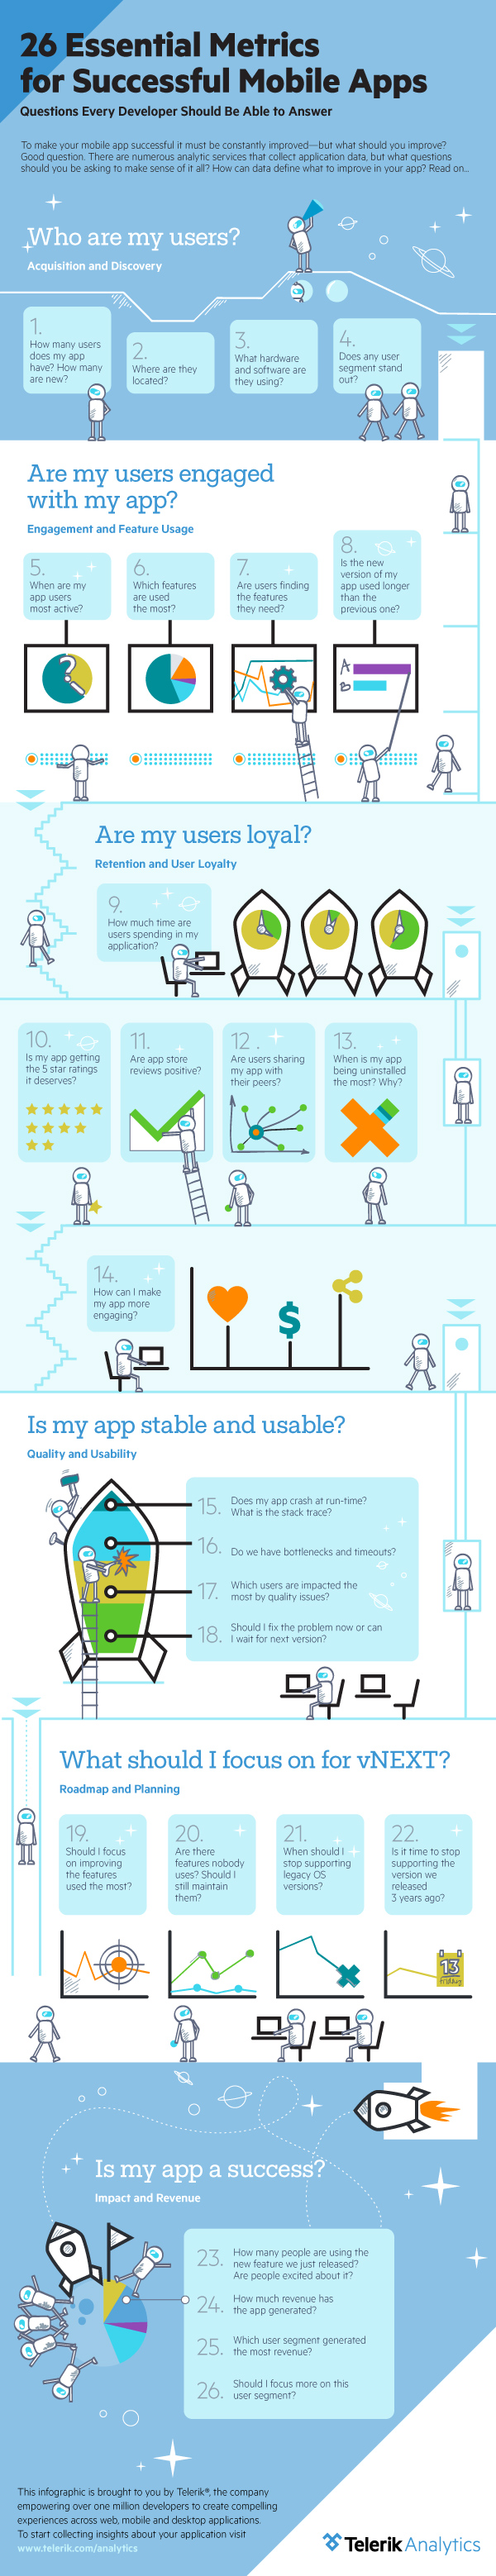 26 Essential Metrics
for Successful Mobile Apps
Questions Every Developer Should Be Able to Answer
To make your mobile app successful it must be constantly improved—but what should you improve?
Good question. There are numerous analytic services that collect application data, but what questions
should you be asking to make sense of it all? How can data define what to improve in your app? Read on...
Who are my users?
Acquisition and Discovery
1.
How many users
does my app
have? How many
are new?
2.
Where are they
located?
3.
What hardware
and software are
they using?
4.
Does any user
segment stand
out?
Are my users engaged
with my app?
Engagement and Feature Usage
5.
When are my
app users
most active?
6.
Which features
are used
the most?
7.
Are users finding
the features
they need?
8.
Is the new
version of my
app used longer
than the
previous one?
?
A
B
Are my users loyal?
Retention and User Loyalty
9.
How much time are
users spending in my
application?
10.
Is my app getting
the 5 star ratings
it deserves?
11.
Are app store
reviews positive?
12.
Are users sharing
my app with
their peers?
13.
When is my app
being uninstalled
the most? Why?
14.
How can I make
my app more
engaging?
$
Is my app stable and usable?
Quality and Usability
15.
Does my app crash at run-time?
What is the stack trace?
16.
Do we have bottlenecks and timeouts?
17.
Which users are impacted the
most by quality issues?
18.
Should I fix the problem now or can
I wait for next version?
What should I focus on for vNEXT?
Roadmap and Planning
19.
Should I focus
on improving
the features
used the most?
20.
Are there
features nobody
uses? Should I
still maintain
them?
21.
When should I
stop supporting
legacy OS
versions?
22.
Is it time to stop
supporting the
version we
released
3 years ago?
13
friday
Is my app a success?
Impact and Revenue
23.
How many people are using the
new feature we just released?
Are people excited about it?
24.
How much revenue has
the app generated?
25.
Which user segment generated
the most revenue?
26.
Should I focus more on this
user segment?
This infographic is brought to you by Telerik®, the company
empowering over one million developers to create compelling
experiences across web, mobile and desktop applications.
To start collecting insights about your application visit
www.telerik.com/analytics
Telerik Analytics